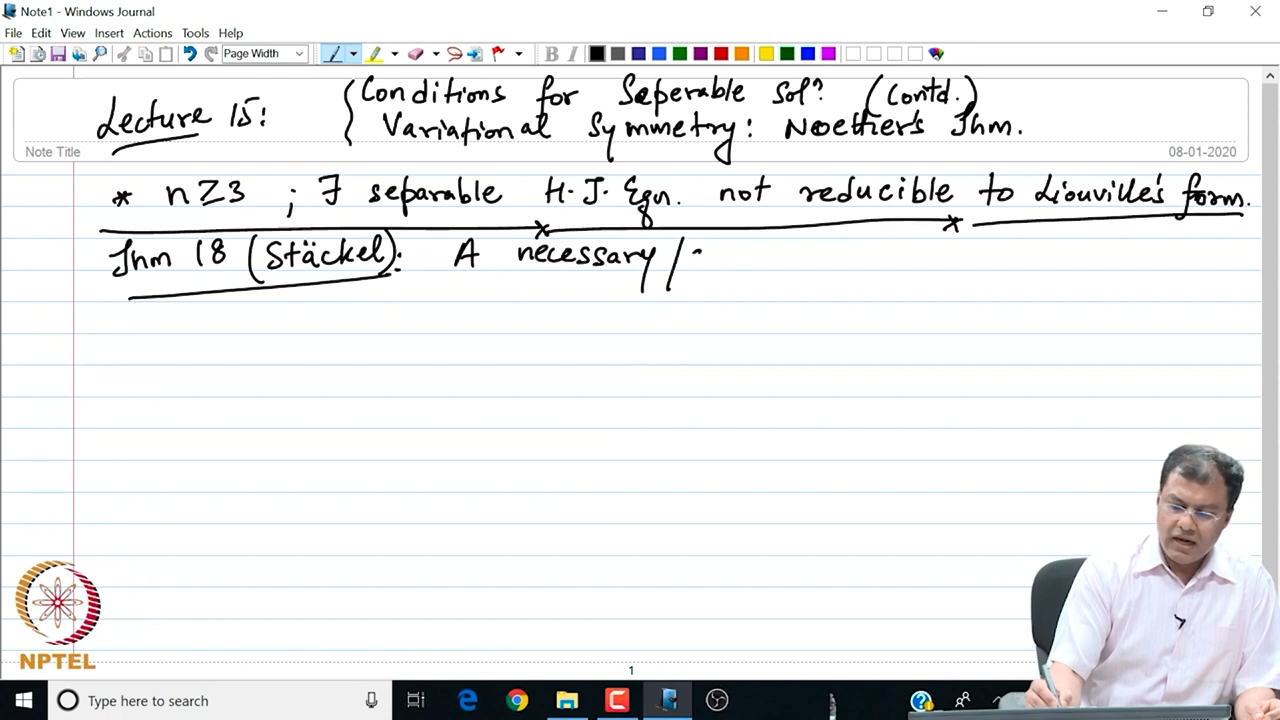 Note1 - Windows Journal
File Edit View Insert Actions Tools Help
Page Width
B I
Lecture 15: Conditions for Seperable Solⁿ (Contd.)
Variational Symmetry: Noether's Thm.
Note Title
08-01-2020
* n≥3 ; ∃ separable H.J. Eqn. not reducible to Liouville's form.
Thm 18 (Stäckel): A necessary /
NPTEL
1
Type here to search